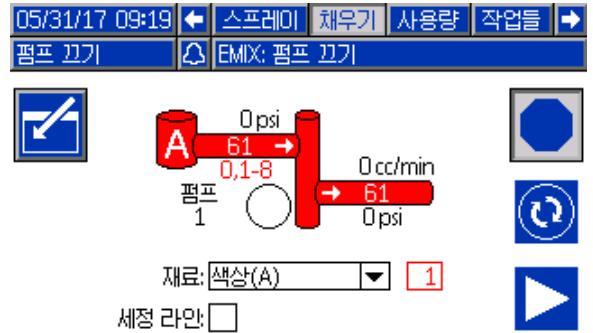 05/31/17 09:19 스프레이 채우기 사용량 작업들
펌프 끄기 EMIX: 펌프 끄기
0 psi
A 61
0,1-8 0 cc/min
펌프 61
1 0 psi
재료: 색상(A) 1
세정 라인: